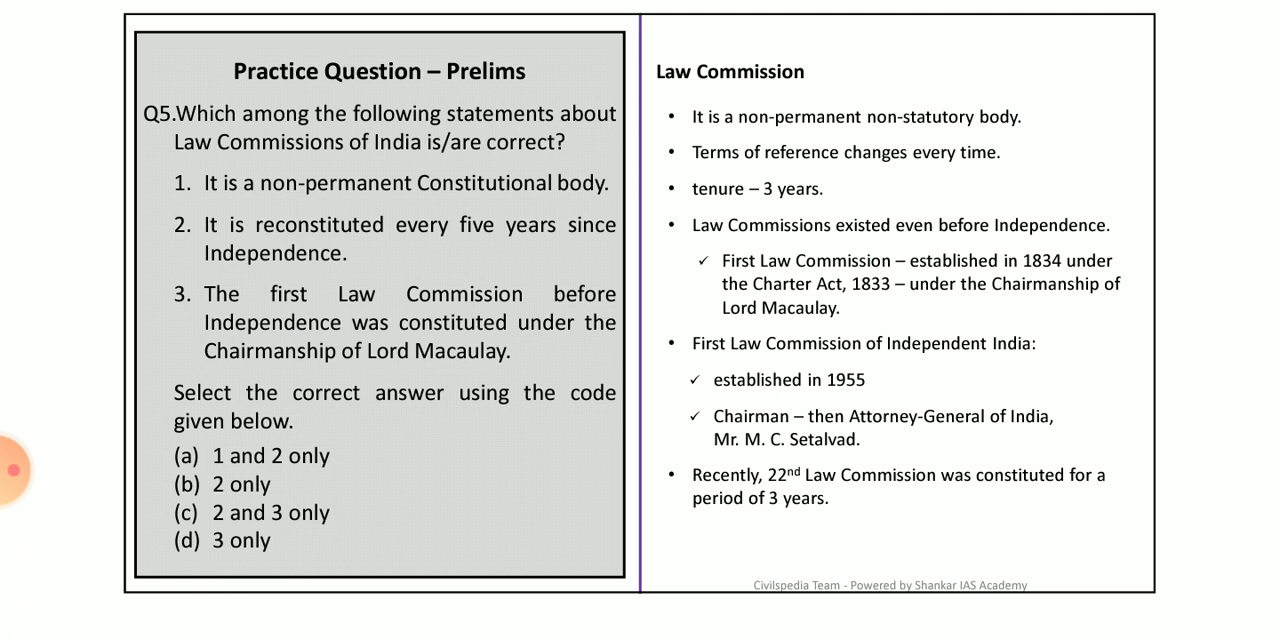 Practice Question – Prelims
Q5.Which among the following statements about
Law Commissions of India is/are correct?
1. It is a non-permanent Constitutional body.
2. It is reconstituted every five years since
Independence.
3. The first Law Commission before
Independence was constituted under the
Chairmanship of Lord Macaulay.
Select the correct answer using the code
given below.
(a) 1 and 2 only
(b) 2 only
(c) 2 and 3 only
(d) 3 only
Law Commission
• It is a non-permanent non-statutory body.
• Terms of reference changes every time.
• tenure – 3 years.
• Law Commissions existed even before Independence.
✓ First Law Commission – established in 1834 under
the Charter Act, 1833 – under the Chairmanship of
Lord Macaulay.
• First Law Commission of Independent India:
✓ established in 1955
✓ Chairman – then Attorney-General of India,
Mr. M. C. Setalvad.
• Recently, 22nd Law Commission was constituted for a
period of 3 years.
Civilspedia Team - Powered by Shankar IAS Academy